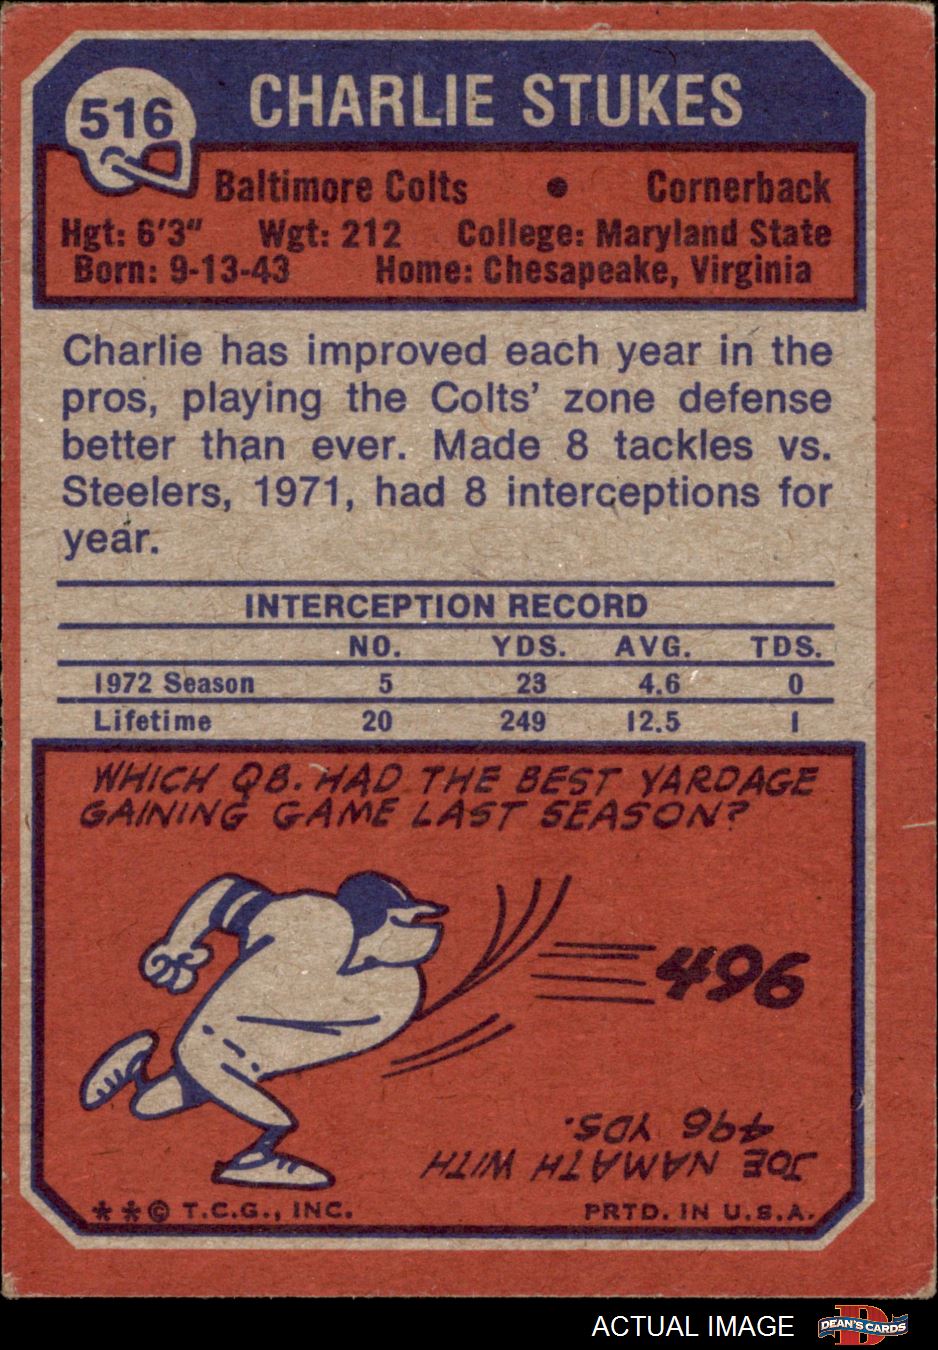 516
CHARLIE STUKES
Baltimore Colts • Cornerback
Hgt: 6'3" Wgt: 212 College: Maryland State
Born: 9-13-43 Home: Chesapeake, Virginia
Charlie has improved each year in the
pros, playing the Colts' zone defense
better than ever. Made 8 tackles vs.
Steelers, 1971, had 8 interceptions for
year.
INTERCEPTION RECORD
NO. YDS. AVG. TDS.
1972 Season 5 23 4.6 0
Lifetime 20 249 12.5 1
WHICH QB. HAD THE BEST YARDAGE
GAINING GAME LAST SEASON?
496
JOE NAMATH WITH
496 YDS.
* * © T.C.G., INC. PRTD. IN U.S.A.
ACTUAL IMAGE
D
DEAN'S CARDS